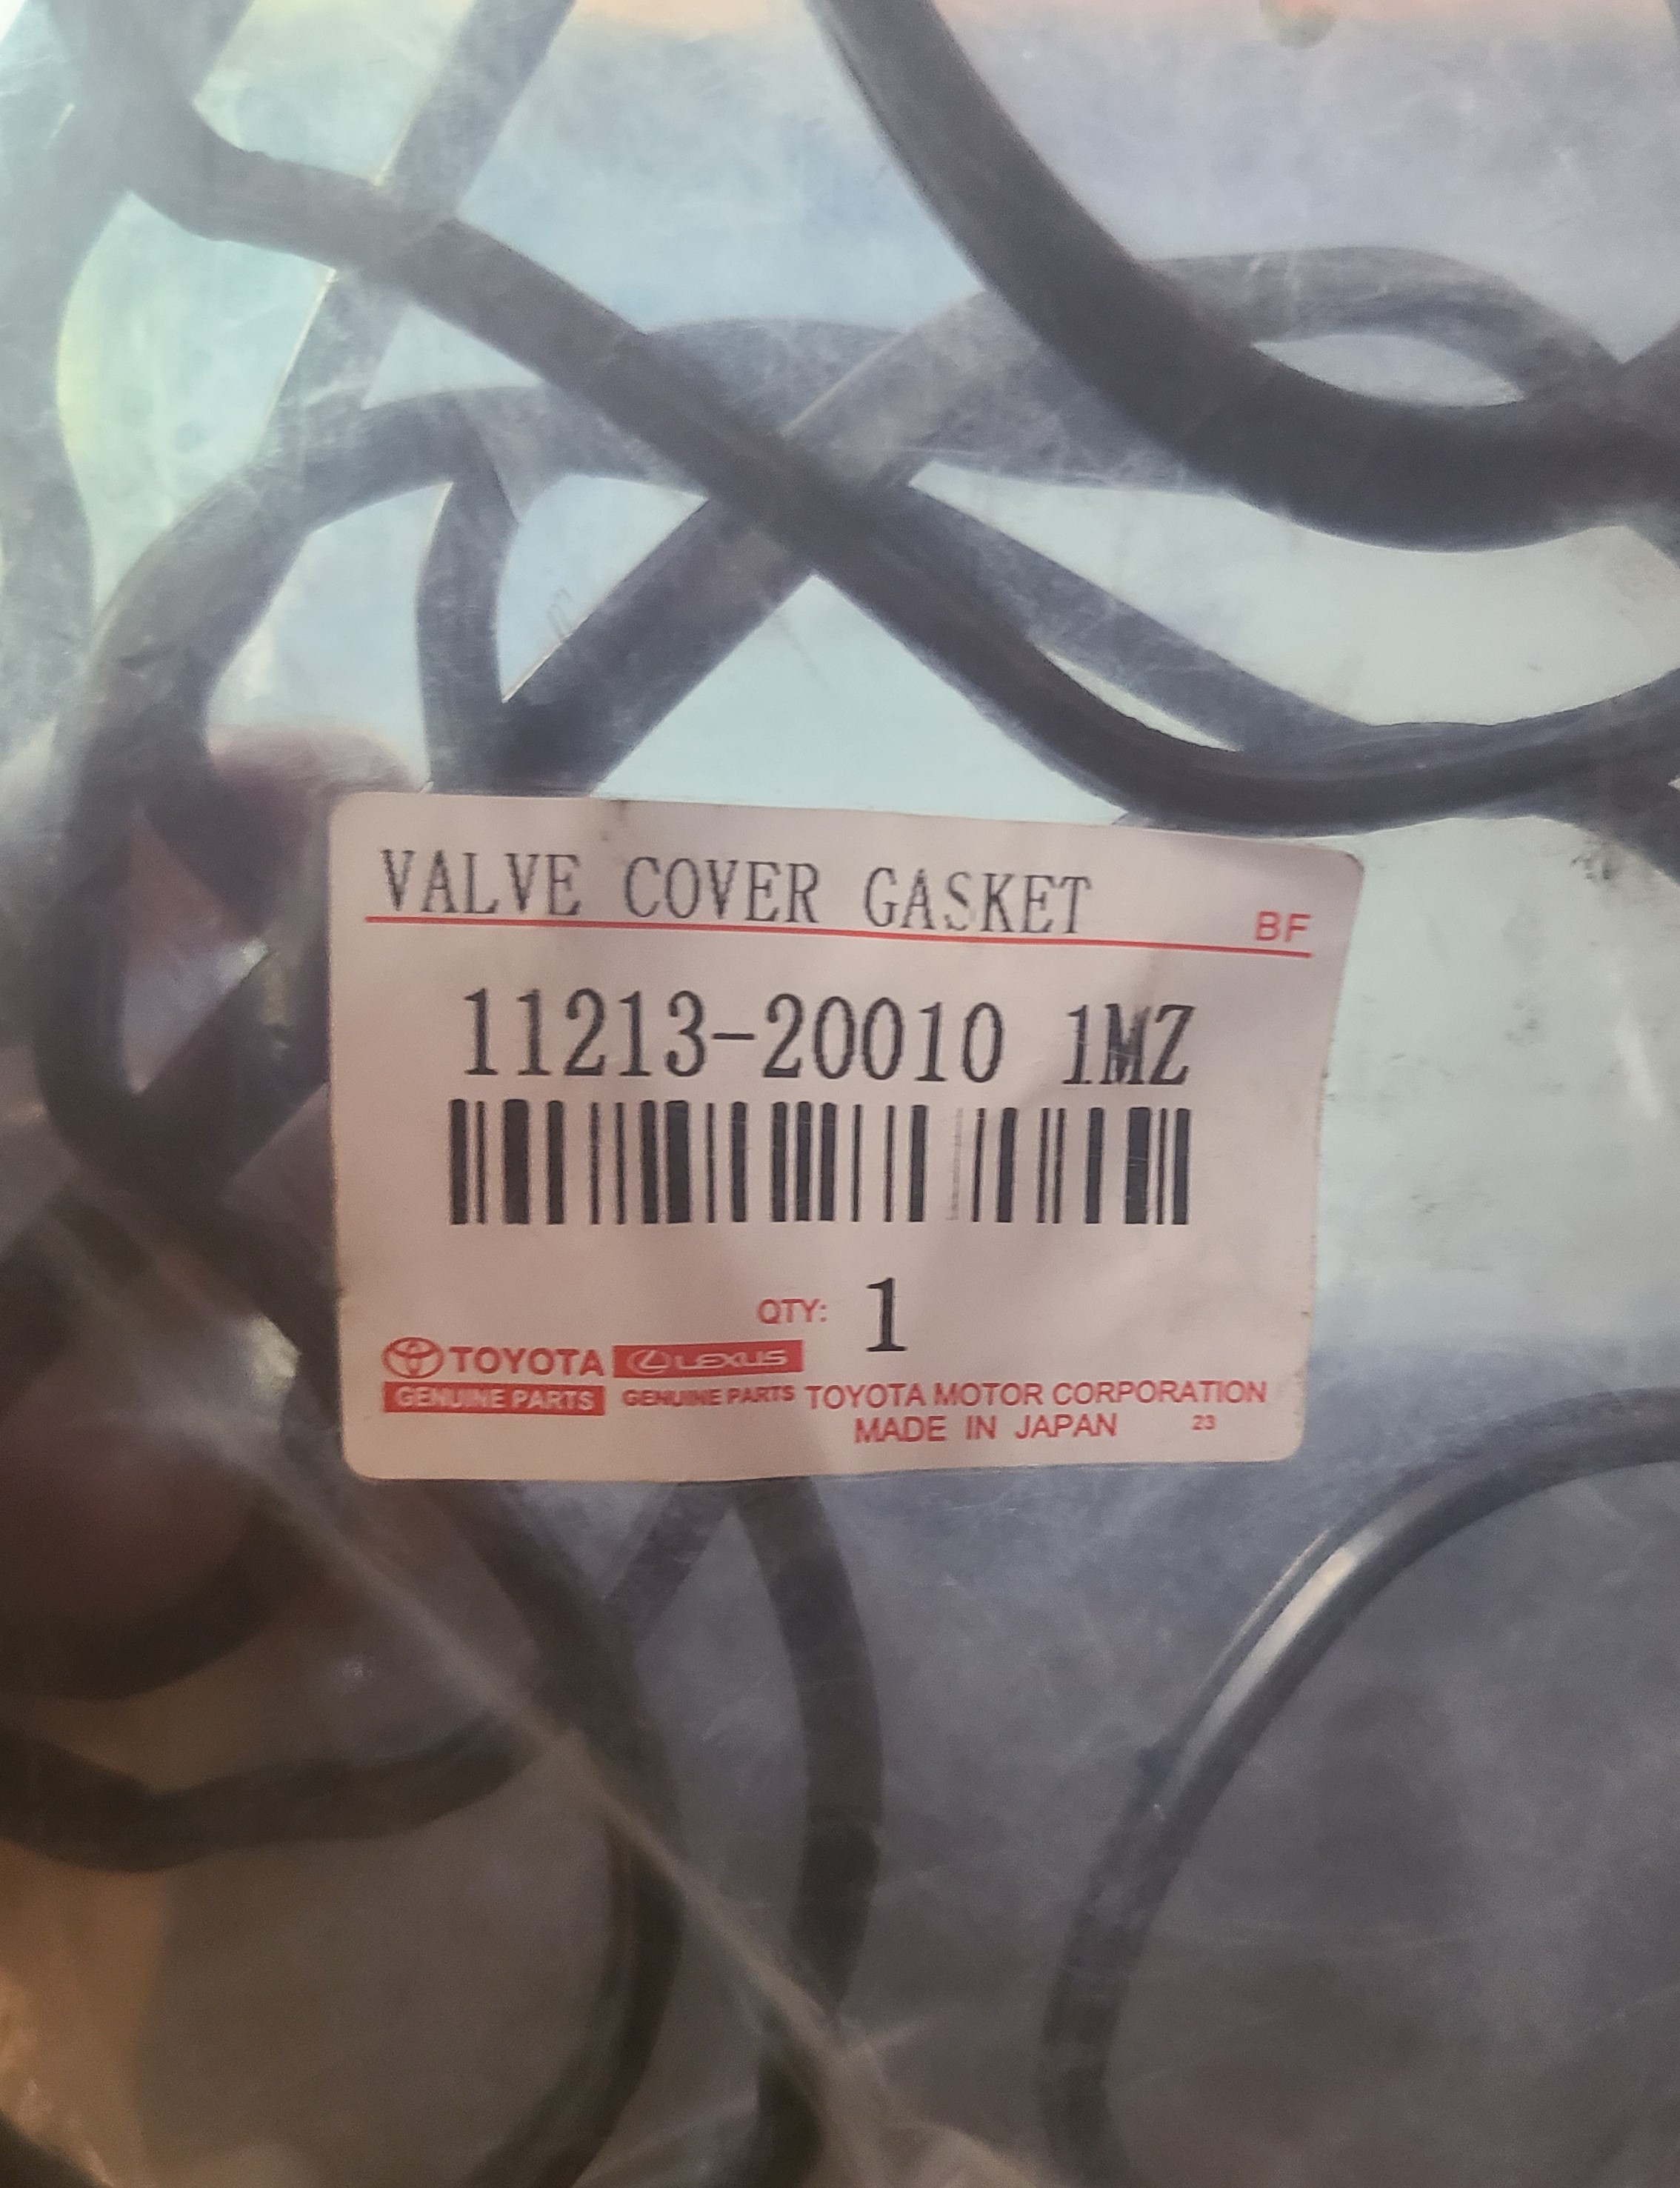 VALVE COVER GASKET BF
11213-20010 1MZ
QTY: 1
TOYOTA LEXUS
GENUINE PARTS GENUINE PARTS TOYOTA MOTOR CORPORATION
MADE IN JAPAN 23